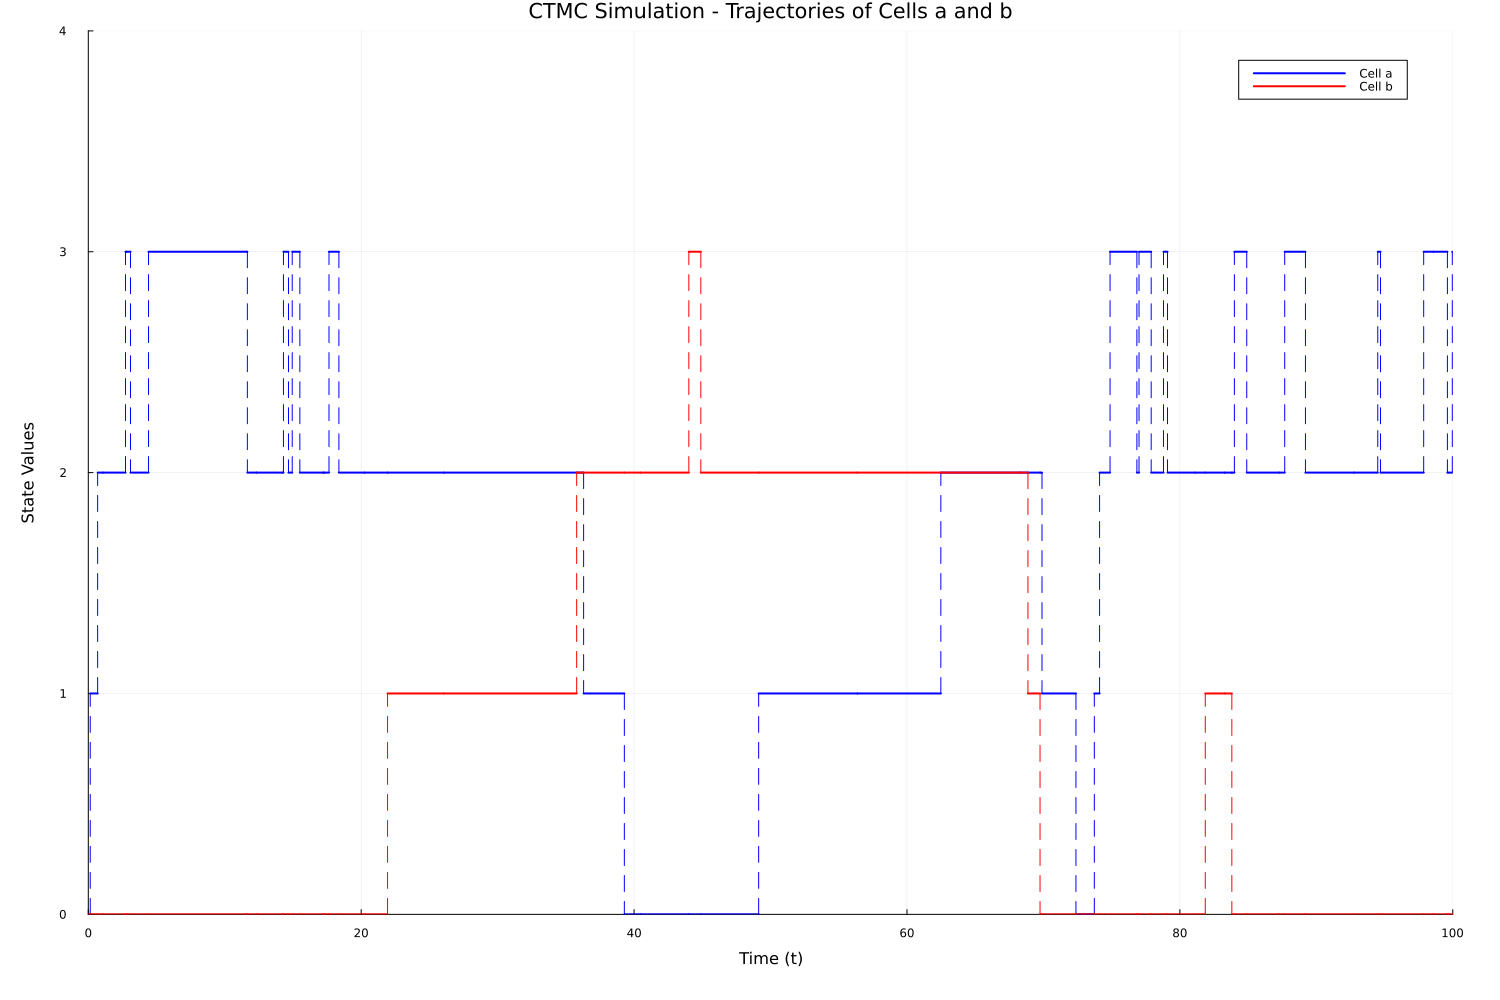 CTMC Simulation - Trajectories of Cells a and b
Cell a
Cell b
4
3
2
1
0
State Values
0 20 40 60 80 100
Time (t)